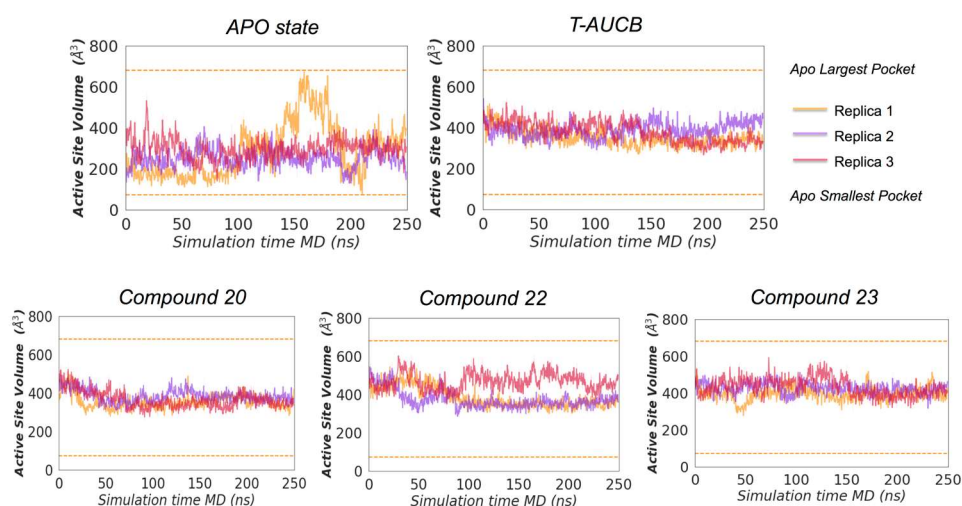 APO state
T-AUCB
Active Site Volume (Å³)
800
600
400
200
0
0 50 100 150 200 250
Simulation time MD (ns)
Active Site Volume (Å³)
800
600
400
200
0
0 50 100 150 200 250
Simulation time MD (ns)
Apo Largest Pocket
Replica 1
Replica 2
Replica 3
Apo Smallest Pocket
Compound 20
Compound 22
Compound 23
Active Site Volume (Å³)
800
600
400
200
0
0 50 100 150 200 250
Simulation time MD (ns)
Active Site Volume (Å³)
800
600
400
200
0
0 50 100 150 200 250
Simulation time MD (ns)
Active Site Volume (Å³)
800
600
400
200
0
0 50 100 150 200 250
Simulation time MD (ns)